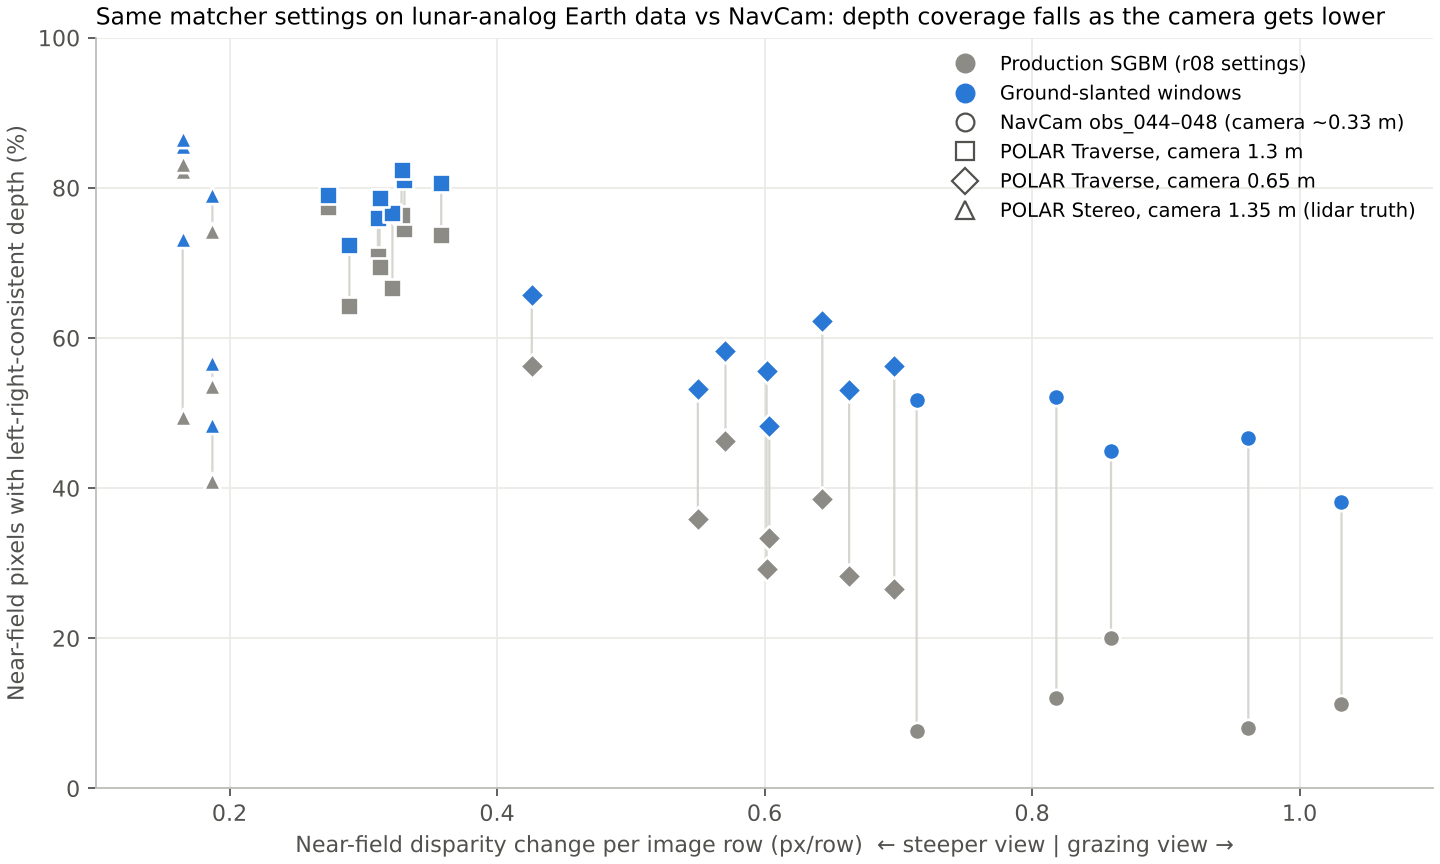 Same matcher settings on lunar-analog Earth data vs NavCam: depth coverage falls as the camera gets lower
Near-field pixels with left-right-consistent depth (%)
100
80
60
40
20
0
Production SGBM (r08 settings)
Ground-slanted windows
NavCam obs_044–048 (camera ~0.33 m)
POLAR Traverse, camera 1.3 m
POLAR Traverse, camera 0.65 m
POLAR Stereo, camera 1.35 m (lidar truth)
0.2 0.4 0.6 0.8 1.0
Near-field disparity change per image row (px/row) ← steeper view | grazing view →